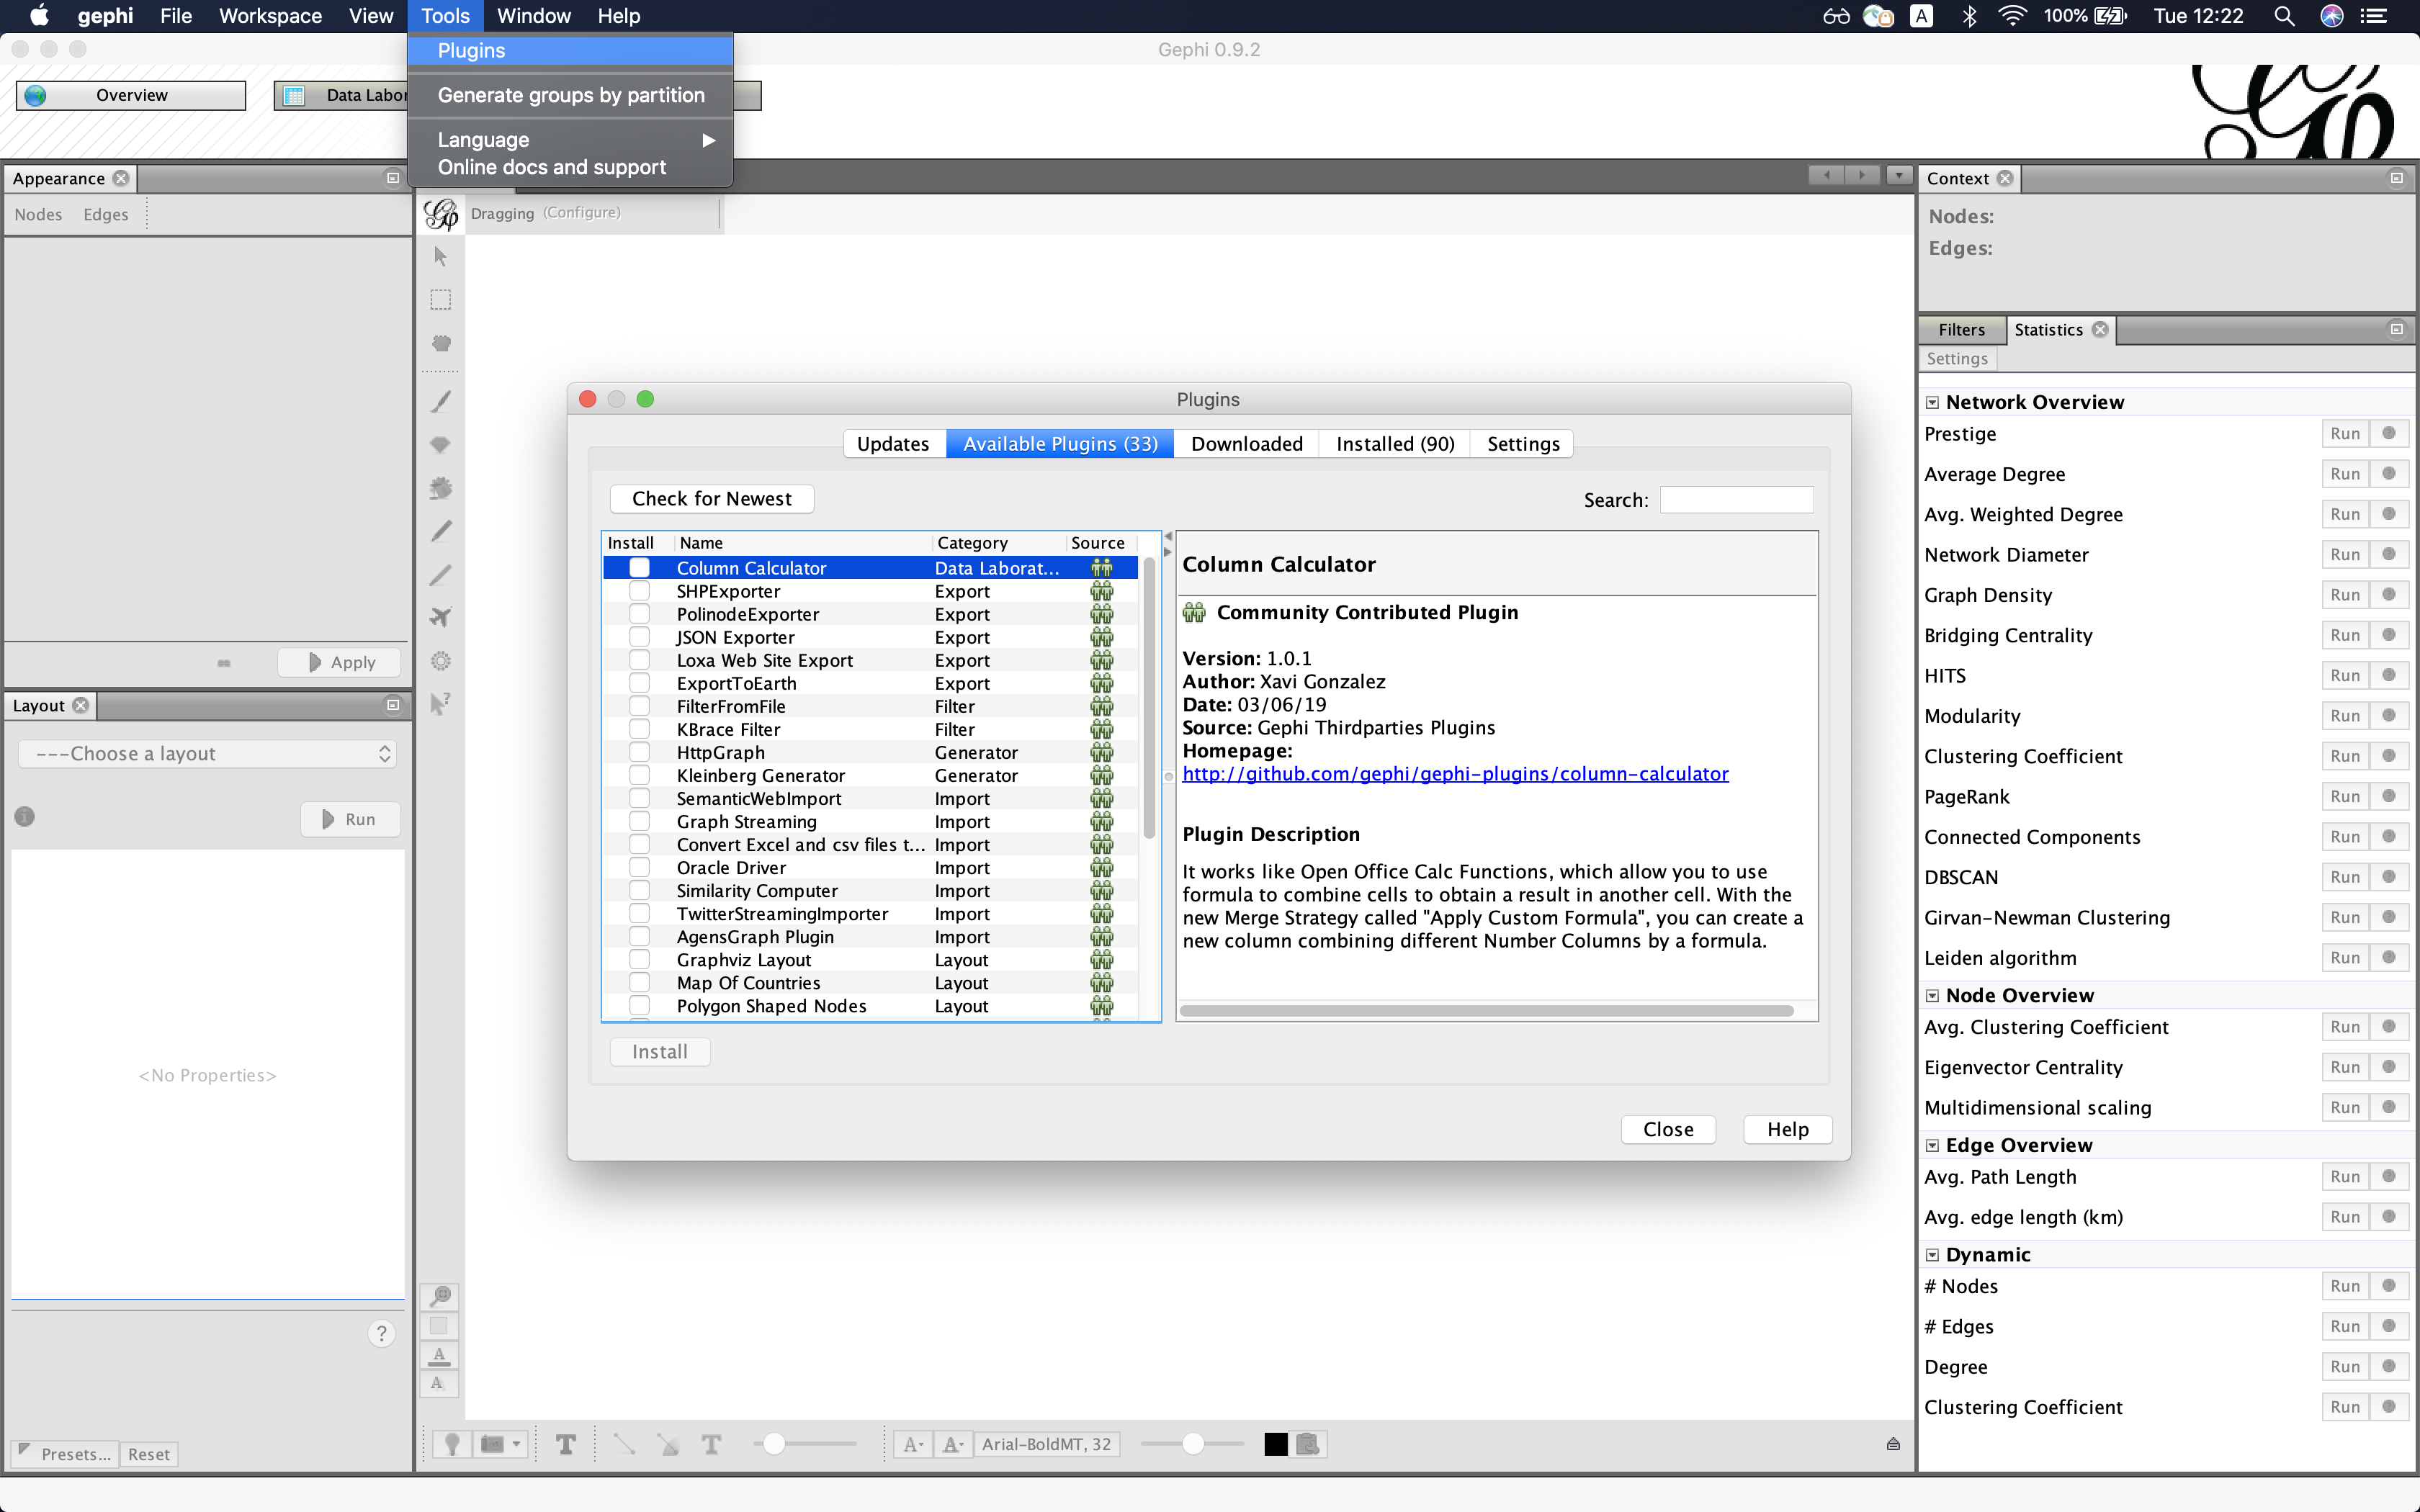 gephi File Workspace View Tools Window Help
A 100% Tue 12:22
Gephi 0.9.2
Plugins
Generate groups by partition
Language
Online docs and support
Overview
Data Labor
Appearance
Nodes Edges
Apply
Layout
---Choose a layout
Run
<No Properties>
?
Presets...
Reset
Dragging (Configure)
Plugins
Updates
Available Plugins (33)
Downloaded
Installed (90)
Settings
Check for Newest
Search:
Install Name Category Source
Column Calculator Data Laborat...
SHPExporter Export
PolinodeExporter Export
JSON Exporter Export
Loxa Web Site Export Export
ExportToEarth Export
FilterFromFile Filter
KBrace Filter Filter
HttpGraph Generator
Kleinberg Generator Generator
SemanticWebImport Import
Graph Streaming Import
Convert Excel and csv files t... Import
Oracle Driver Import
Similarity Computer Import
TwitterStreamingImporter Import
AgensGraph Plugin Import
Graphviz Layout Layout
Map Of Countries Layout
Polygon Shaped Nodes Layout
Install
Column Calculator
Community Contributed Plugin
Version: 1.0.1
Author: Xavi Gonzalez
Date: 03/06/19
Source: Gephi Thirdparties Plugins
Homepage:
http://github.com/gephi/gephi-plugins/column-calculator
Plugin Description
It works like Open Office Calc Functions, which allow you to use
formula to combine cells to obtain a result in another cell. With the
new Merge Strategy called "Apply Custom Formula", you can create a
new column combining different Number Columns by a formula.
Close
Help
T T A- A- Arial-BoldMT, 32
Context
Nodes:
Edges:
Filters
Statistics
Settings
Network Overview
Prestige Run
Average Degree Run
Avg. Weighted Degree Run
Network Diameter Run
Graph Density Run
Bridging Centrality Run
HITS Run
Modularity Run
Clustering Coefficient Run
PageRank Run
Connected Components Run
DBSCAN Run
Girvan-Newman Clustering Run
Leiden algorithm Run
Node Overview
Avg. Clustering Coefficient Run
Eigenvector Centrality Run
Multidimensional scaling Run
Edge Overview
Avg. Path Length Run
Avg. edge length (km) Run
Dynamic
# Nodes Run
# Edges Run
Degree Run
Clustering Coefficient Run